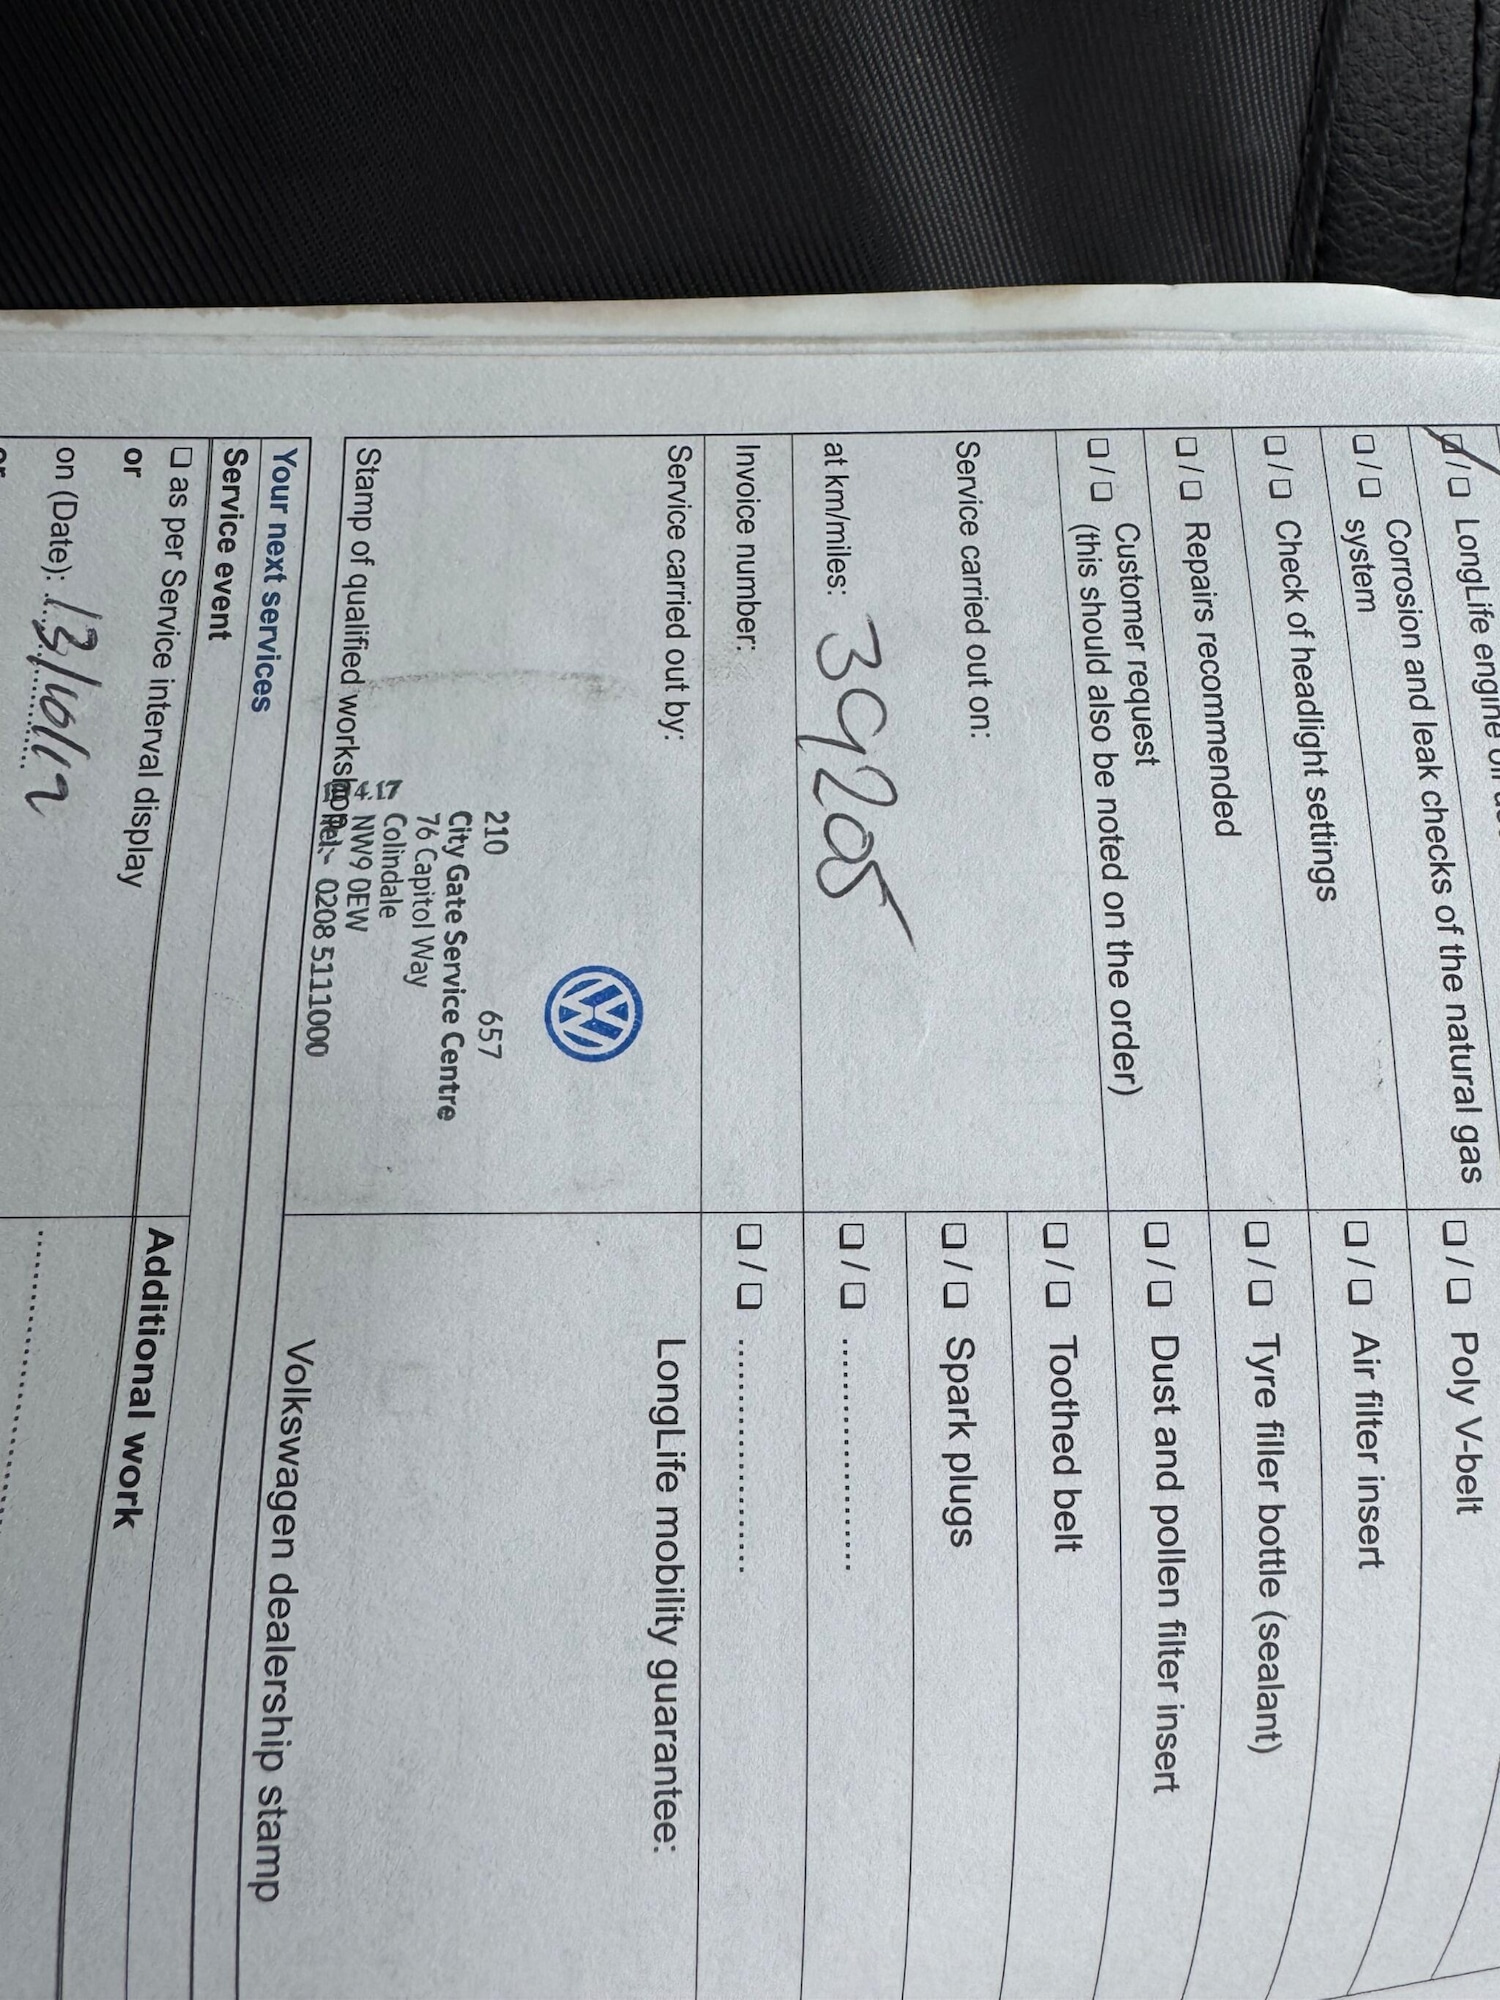 LongLife engine oil
Poly V-belt
Corrosion and leak checks of the natural gas
system
Air filter insert
Check of headlight settings
Tyre filler bottle (sealant)
Repairs recommended
Dust and pollen filter insert
Customer request
(this should also be noted on the order)
Toothed belt
Service carried out on:
Spark plugs
at km/miles: 39205
Invoice number:
Service carried out by:
LongLife mobility guarantee:
VW
210 657
City Gate Service Centre
76 Capitol Way
Colindale
NW9 0EW
Tel:- 0208 5111000
4.17
Stamp of qualified workshop
Volkswagen dealership stamp
Your next services
Service event
Additional work
as per Service interval display
or
on (Date):
or